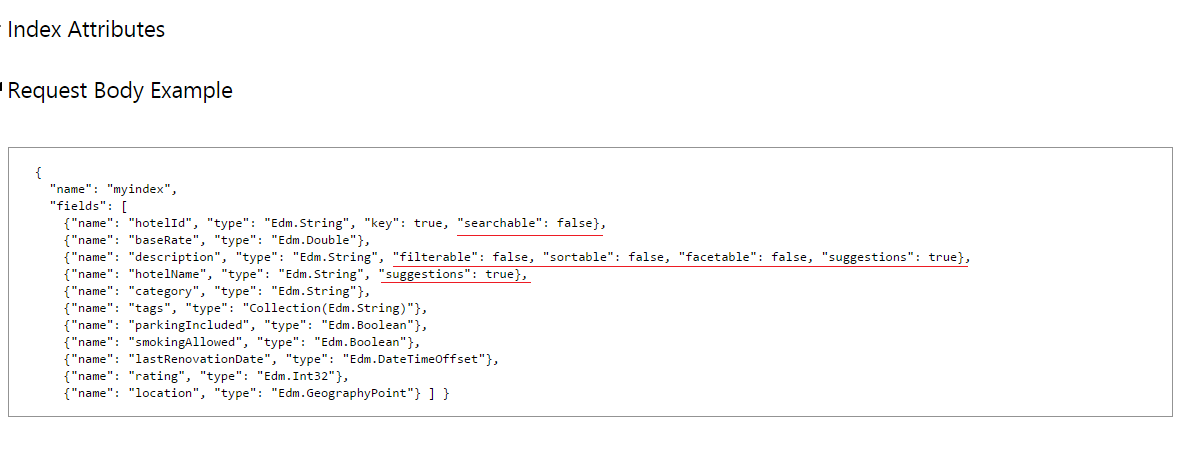 Index Attributes
Request Body Example
{
"name": "myindex",
"fields": [
{"name": "hotelId", "type": "Edm.String", "key": true, "searchable": false},
{"name": "baseRate", "type": "Edm.Double"},
{"name": "description", "type": "Edm.String", "filterable": false, "sortable": false, "facetable": false, "suggestions": true},
{"name": "hotelName", "type": "Edm.String", "suggestions": true},
{"name": "category", "type": "Edm.String"},
{"name": "tags", "type": "Collection(Edm.String)"},
{"name": "parkingIncluded", "type": "Edm.Boolean"},
{"name": "smokingAllowed", "type": "Edm.Boolean"},
{"name": "lastRenovationDate", "type": "Edm.DateTimeOffset"},
{"name": "rating", "type": "Edm.Int32"},
{"name": "location", "type": "Edm.GeographyPoint"} ] }